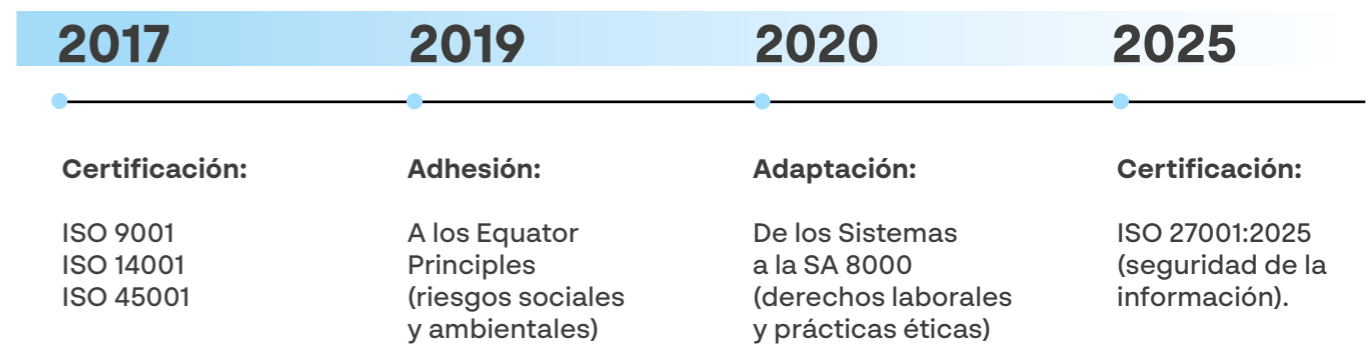 2017
Certificación:
ISO 9001
ISO 14001
ISO 45001
2019
Adhesión:
A los Equator
Principles
(riesgos sociales
y ambientales)
2020
Adaptación:
De los Sistemas
a la SA 8000
(derechos laborales
y prácticas éticas)
2025
Certificación:
ISO 27001:2025
(seguridad de la
información).